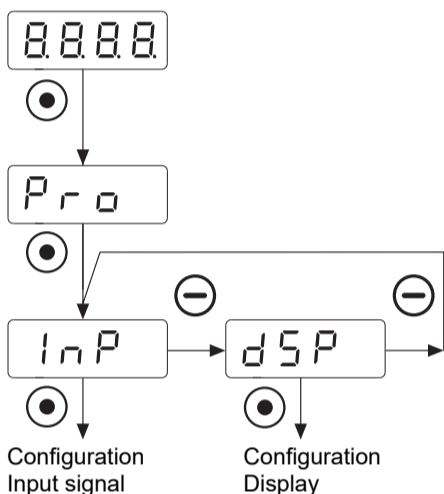 8.8.8.8.
Pro
InP
dSP
Configuration
Input signal
Configuration
Display